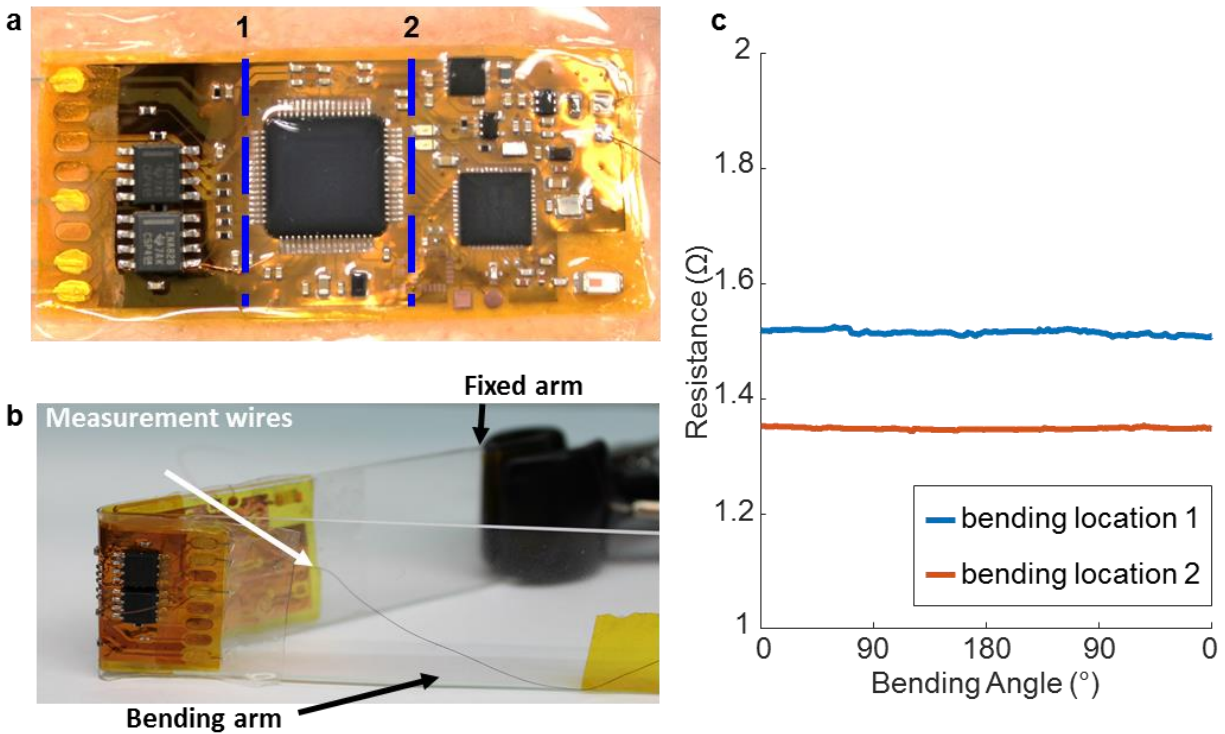 a
1
2
b
Measurement wires
Fixed arm
Bending arm
c
2
1.8
1.6
1.4
1.2
1
Resistance (Ω)
bending location 1
bending location 2
0
90
180
90
0
Bending Angle (°)